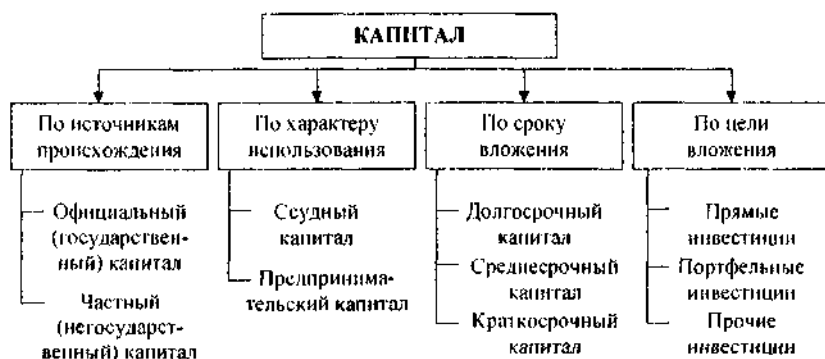 КАПИТАЛ
По источникам
происхождения
Официальный
(государствен-
ный) капитал
Частный
(негосударст-
венный) капитал
По характеру
использования
Ссудный
капитал
Предпринима-
тельский капитал
По сроку
вложения
Долгосрочный
капитал
Среднесрочный
капитал
Краткосрочный
капитал
По цели
вложения
Прямые
инвестиции
Портфельные
инвестиции
Прочие
инвестиции